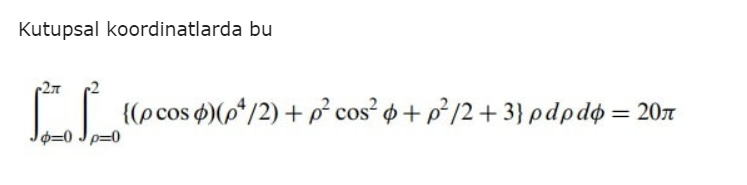 Kutupsal koordinatlarda bu
∫_{ϕ=0}^{2π} ∫_{ρ=0}^{2} {(ρ cos ϕ)(ρ⁴/2) + ρ² cos² ϕ + ρ²/2 + 3} ρ dρ dϕ = 20π